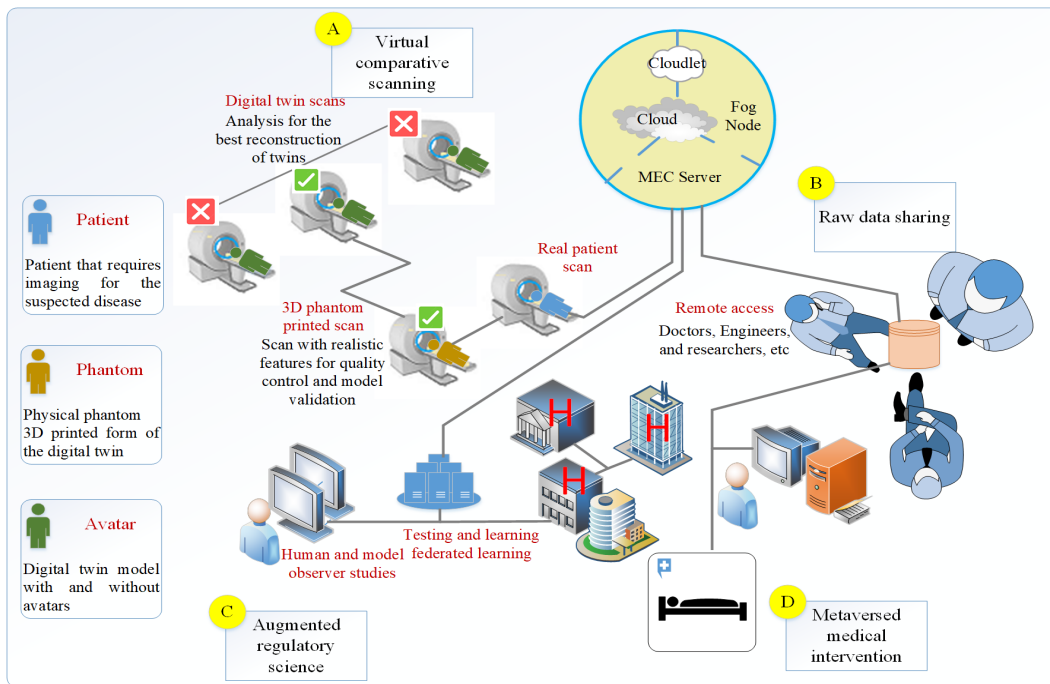 A
Virtual
comparative
scanning
Digital twin scans
Analysis for the
best reconstruction
of twins
Cloudlet
Cloud
Fog
Node
MEC Server
B
Raw data sharing
Patient
Patient that requires
imaging for the
suspected disease
Real patient
scan
3D phantom
printed scan
Scan with realistic
features for quality
control and model
validation
Remote access
Doctors, Engineers,
and researchers, etc
Phantom
Physical phantom
3D printed form of
the digital twin
H
H
H
Avatar
Digital twin model
with and without
avatars
Human and model
observer studies
Testing and learning
federated learning
C
Augmented
regulatory
science
D
Metaversed
medical
intervention